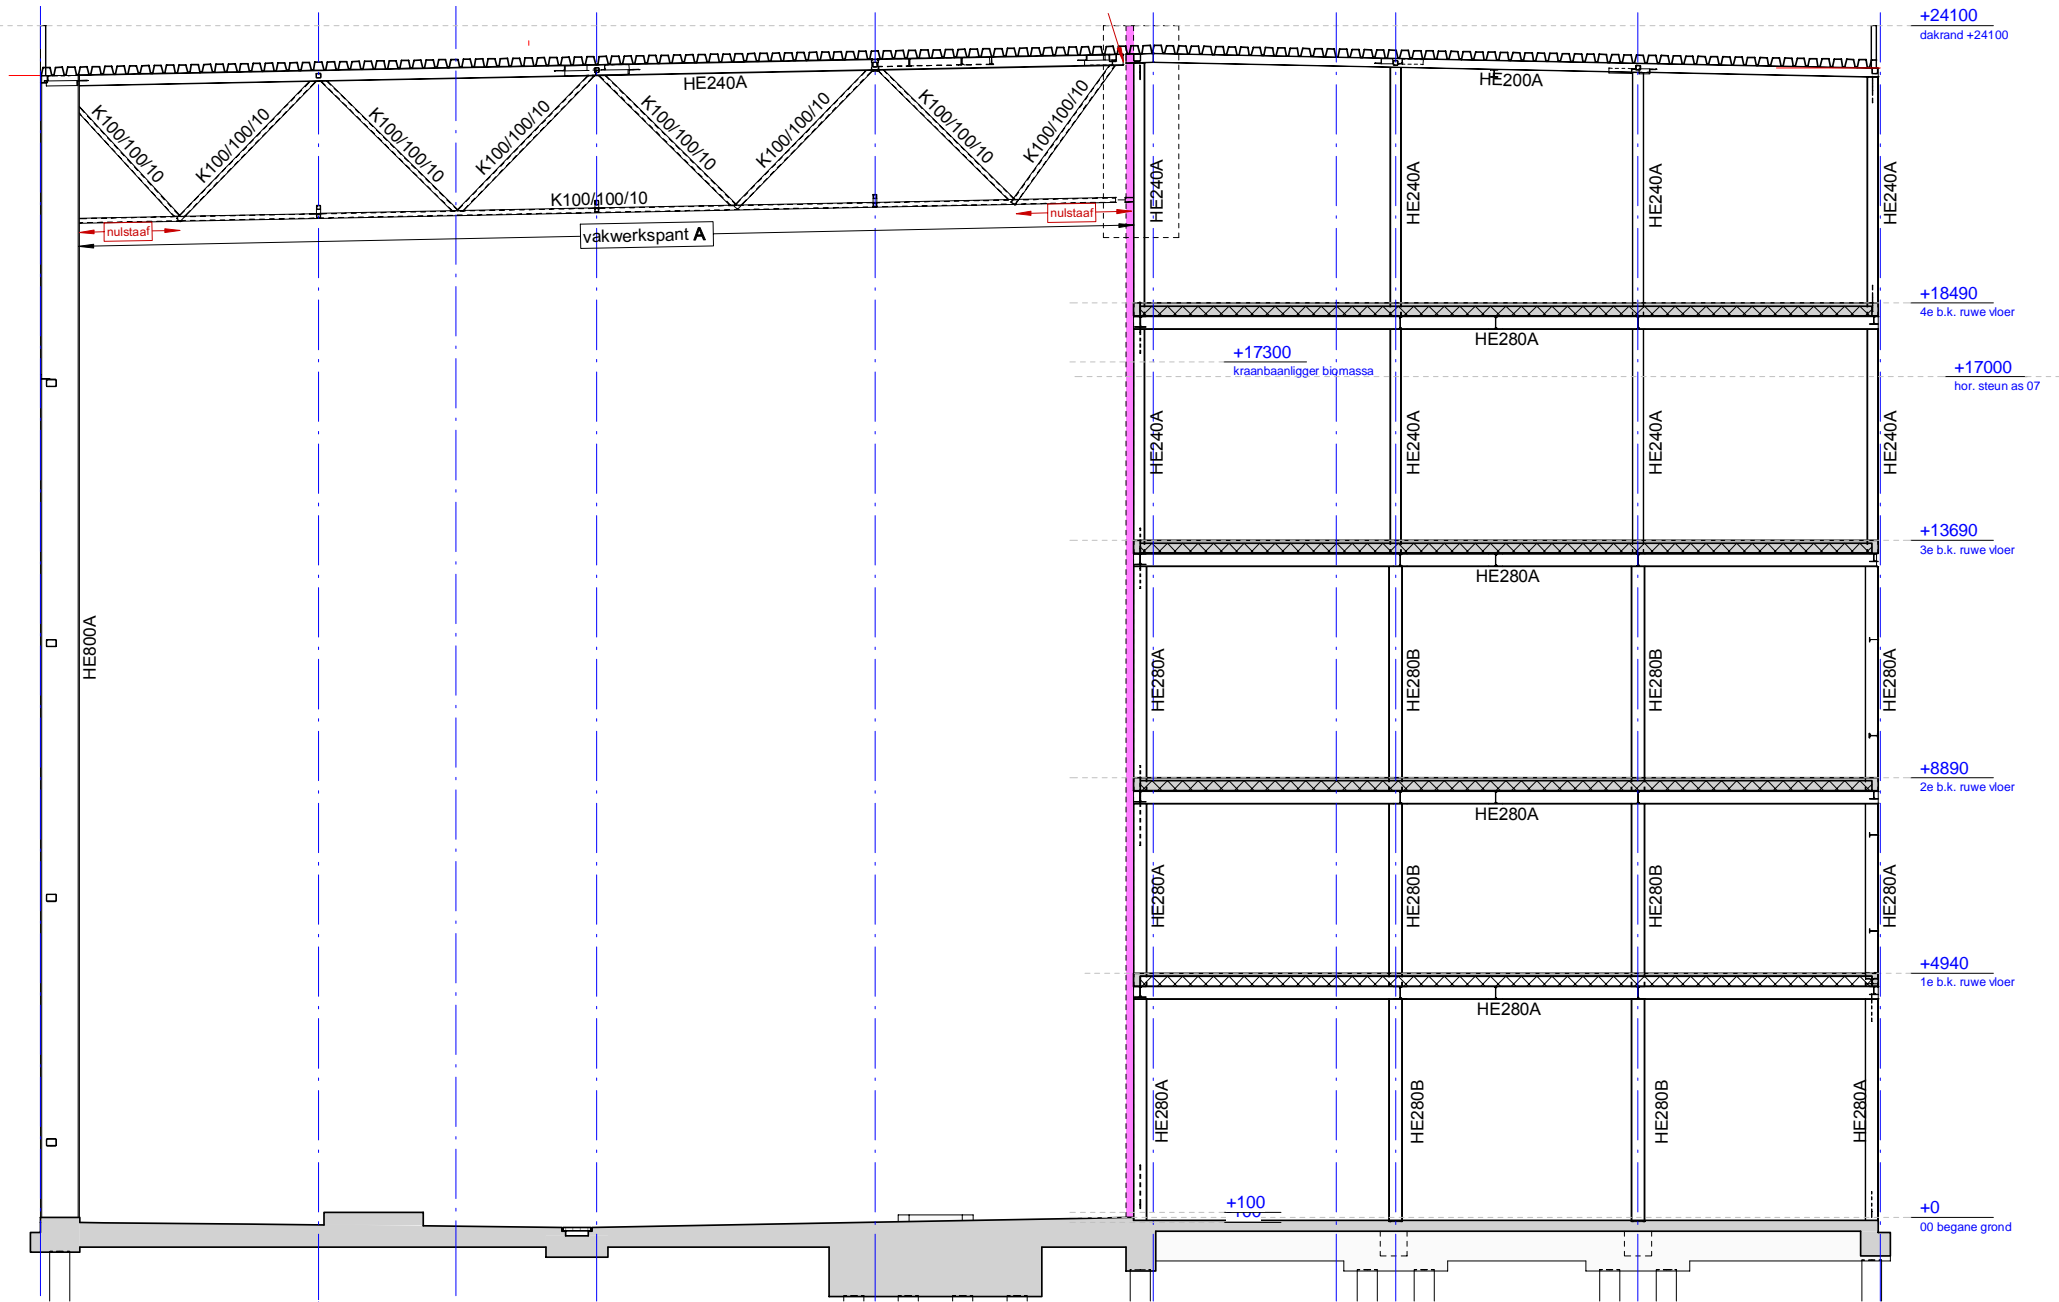 +24100
dakrand +24100
HE240A
HE200A
K100/100/10
K100/100/10
K100/100/10
K100/100/10
K100/100/10
K100/100/10
K100/100/10
K100/100/10
K100/100/10
nulstaaf
nulstaaf
vakwerkspant A
HE240A
HE240A
HE240A
HE240A
+18490
4e b.k. ruwe vloer
HE280A
+17300
kraanbaanligger biomassa
+17000
hor. steun as 07
HE240A
HE240A
HE240A
HE240A
+13690
3e b.k. ruwe vloer
HE280A
HE800A
HE280A
HE280B
HE280B
HE280A
+8890
2e b.k. ruwe vloer
HE280A
HE280A
HE280B
HE280B
HE280A
+4940
1e b.k. ruwe vloer
HE280A
HE280A
HE280B
HE280B
HE280A
+100
+0
00 begane grond